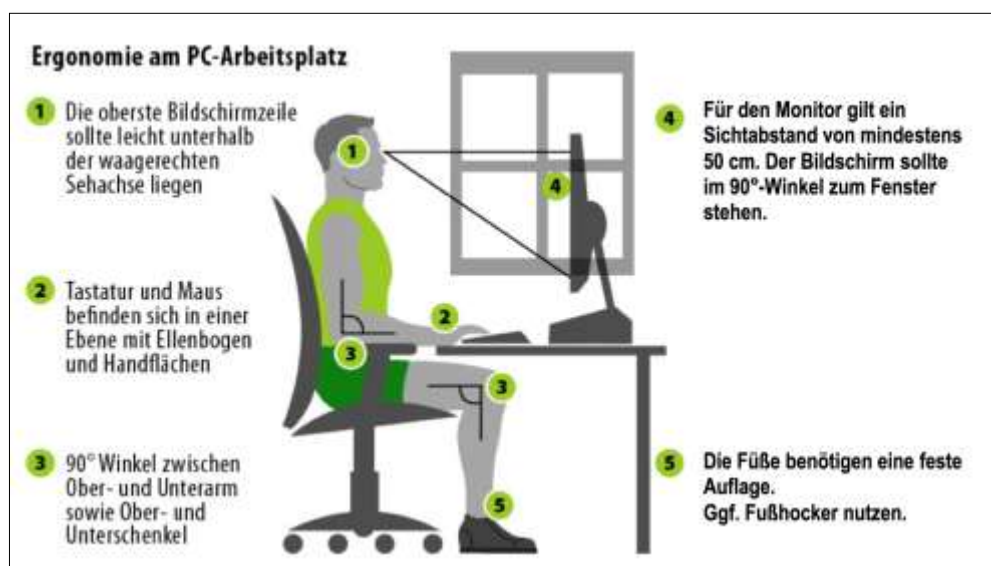 Ergonomie am PC-Arbeitsplatz
1 Die oberste Bildschirmzeile
sollte leicht unterhalb
der waagerechten
Sehachse liegen
2 Tastatur und Maus
befinden sich in einer
Ebene mit Ellenbogen
und Handflächen
3 90° Winkel zwischen
Ober- und Unterarm
sowie Ober- und
Unterschenkel
1
4
2
3
3
5
4 Für den Monitor gilt ein
Sichtabstand von mindestens
50 cm. Der Bildschirm sollte
im 90°-Winkel zum Fenster
stehen.
5 Die Füße benötigen eine feste
Auflage.
Ggf. Fußhocker nutzen.